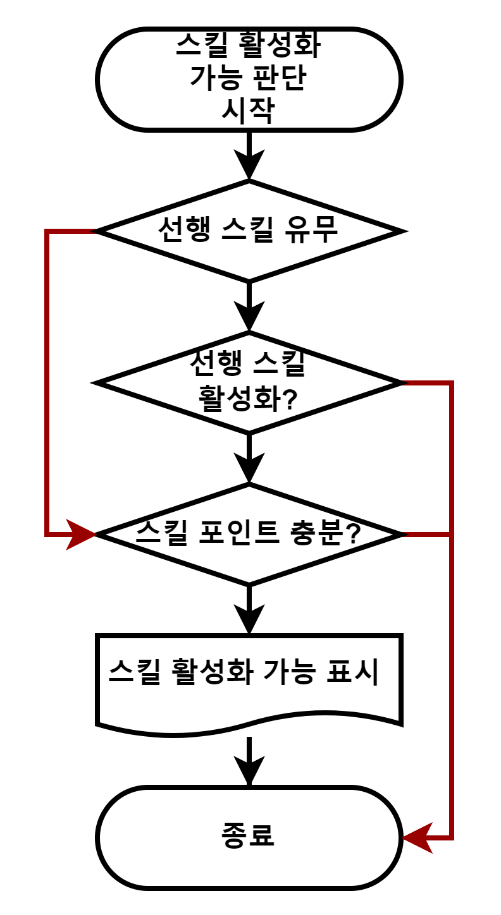 스킬 활성화
가능 판단
시작
선행 스킬 유무
선행 스킬
활성화?
스킬 포인트 충분?
스킬 활성화 가능 표시
종료